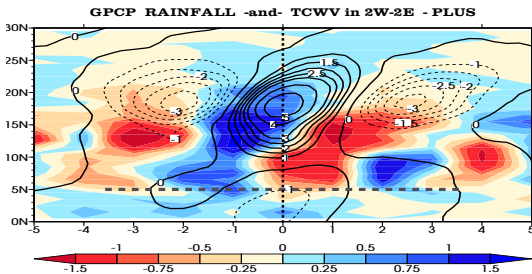 GPCP RAINFALL -and- TCWV in 2W-2E - PLUS
30N
25N
20N
15N
10N
5N
0N
0 0 1.5 -1
-2 2.5 -2.5 -2
-3 5 -3
4 -1.5
-1 3 0
2
1
0 -1 0
-5 -4 -3 -2 -1 0 1 2 3 4 5
-1 -0.5 0 0.5 1
-1.5 -0.75 -0.25 0.25 0.75 1.5